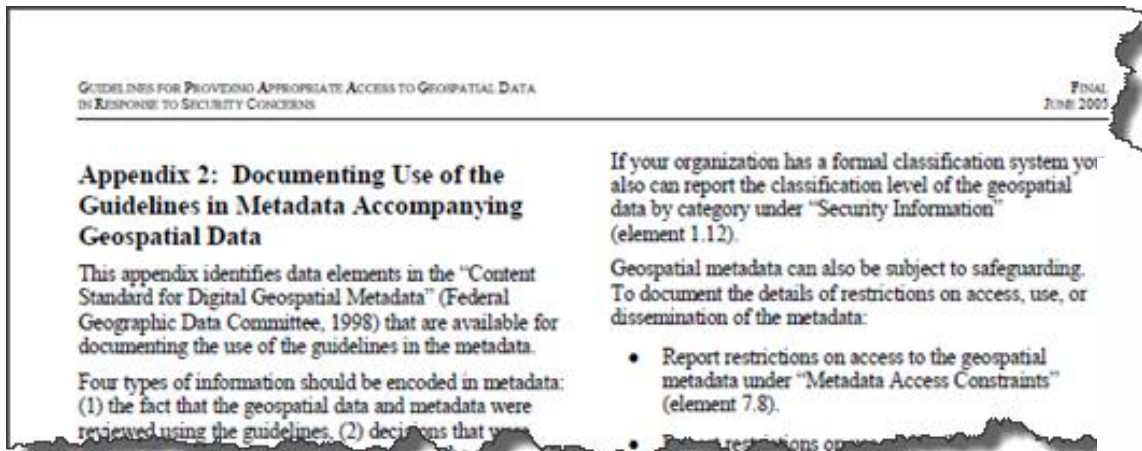 GUIDELINES FOR PROVIDING APPROPRIATE ACCESS TO GEOSPATIAL DATA
IN RESPONSE TO SECURITY CONCERNS
FINAL
JUNE 2005
Appendix 2: Documenting Use of the
Guidelines in Metadata Accompanying
Geospatial Data
This appendix identifies data elements in the “Content
Standard for Digital Geospatial Metadata” (Federal
Geographic Data Committee, 1998) that are available for
documenting the use of the guidelines in the metadata.
Four types of information should be encoded in metadata:
(1) the fact that the geospatial data and metadata were
reviewed using the guidelines, (2) decisions that were
If your organization has a formal classification system you
also can report the classification level of the geospatial
data by category under “Security Information”
(element 1.12).
Geospatial metadata can also be subject to safeguarding.
To document the details of restrictions on access, use, or
dissemination of the metadata:
• Report restrictions on access to the geospatial
metadata under “Metadata Access Constraints”
(element 7.8).
• Report restrictions on